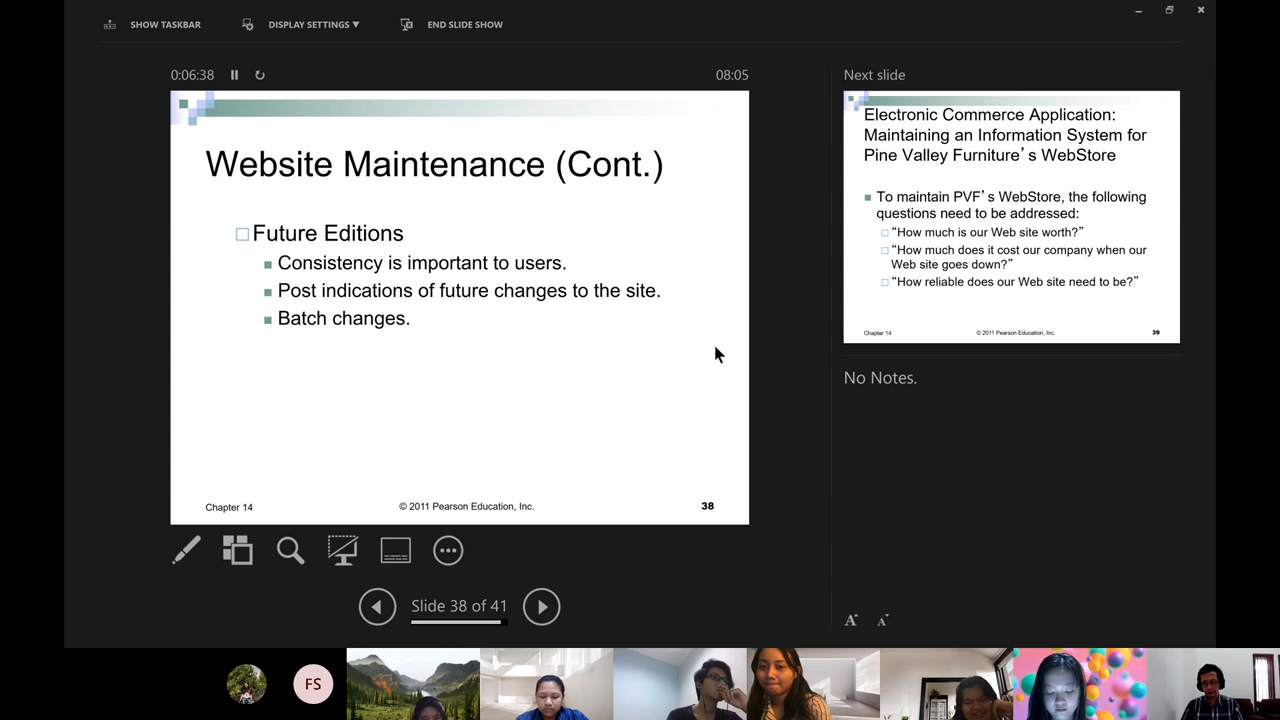 SHOW TASKBAR
DISPLAY SETTINGS ▼
END SLIDE SHOW
0:06:38
08:05
Website Maintenance (Cont.)
Future Editions
Consistency is important to users.
Post indications of future changes to the site.
Batch changes.
Chapter 14
© 2011 Pearson Education, Inc.
38
Slide 38 of 41
Next slide
Electronic Commerce Application:
Maintaining an Information System for
Pine Valley Furniture’s WebStore
To maintain PVF’s WebStore, the following
questions need to be addressed:
“How much is our Web site worth?”
“How much does it cost our company when our
Web site goes down?”
“How reliable does our Web site need to be?”
Chapter 14
© 2011 Pearson Education, Inc.
39
No Notes.
A A
FS